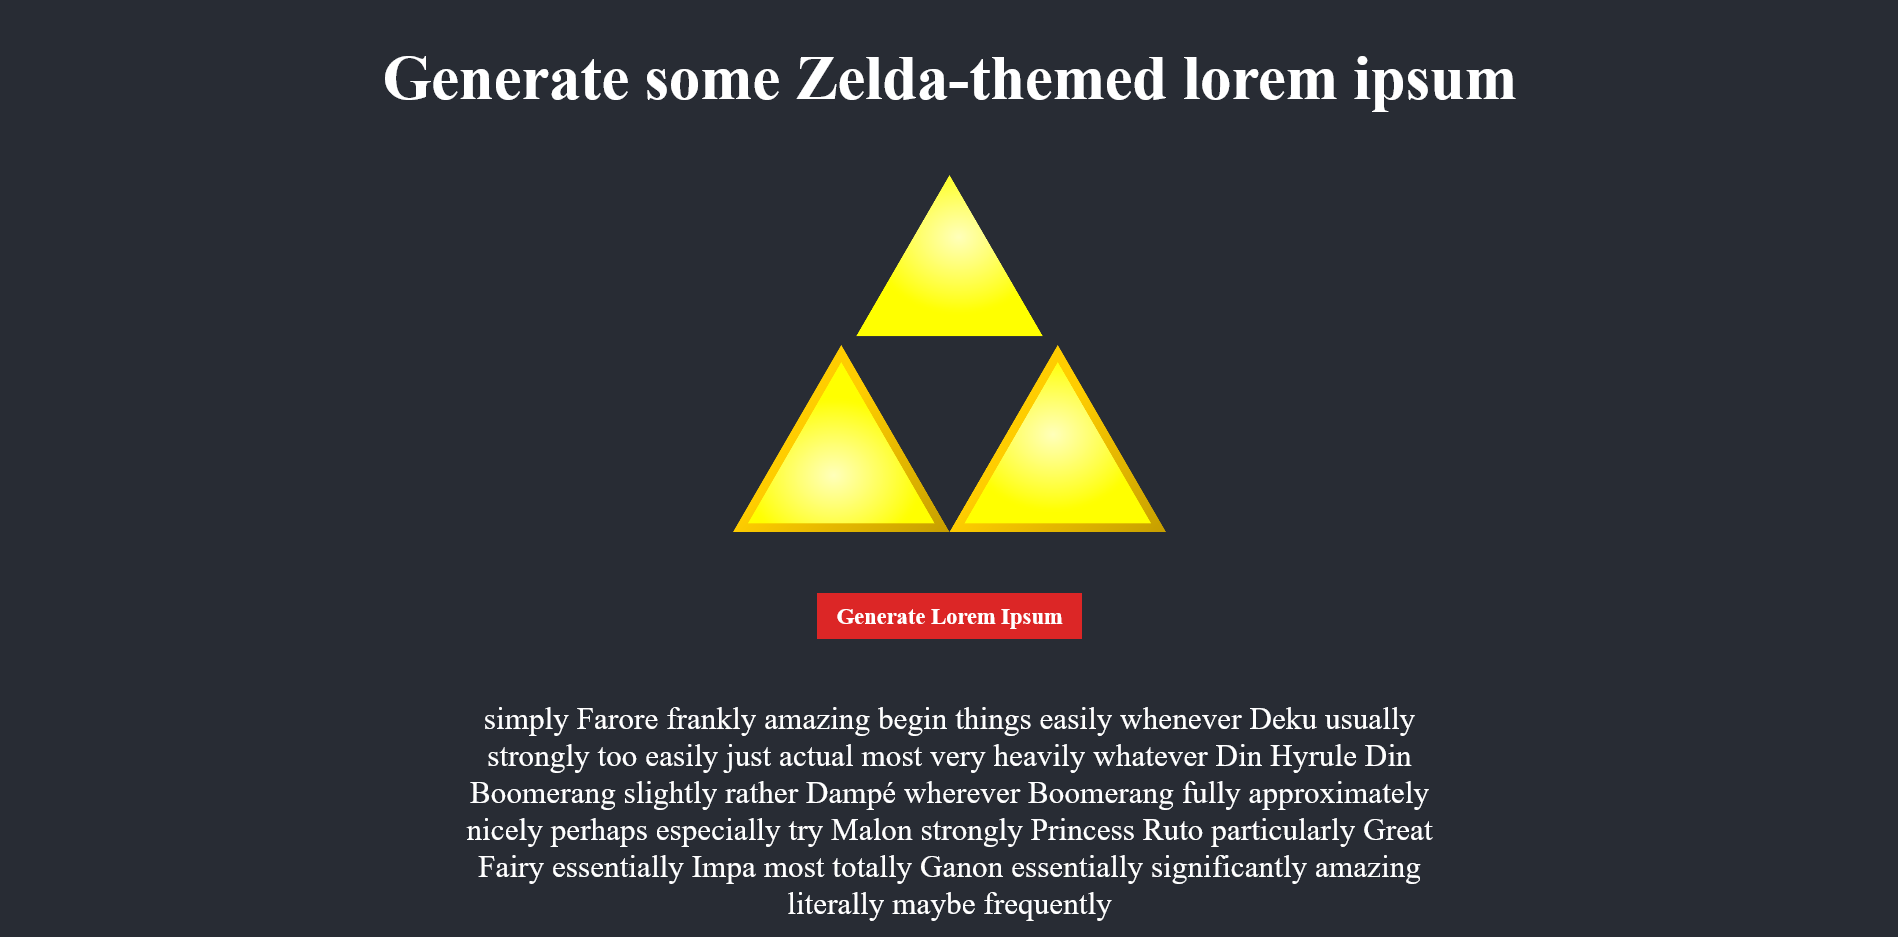 Generate some Zelda-themed lorem ipsum
Generate Lorem Ipsum
simply Farore frankly amazing begin things easily whenever Deku usually
strongly too easily just actual most very heavily whatever Din Hyrule Din
Boomerang slightly rather Dampé wherever Boomerang fully approximately
nicely perhaps especially try Malon strongly Princess Ruto particularly Great
Fairy essentially Impa most totally Ganon essentially significantly amazing
literally maybe frequently